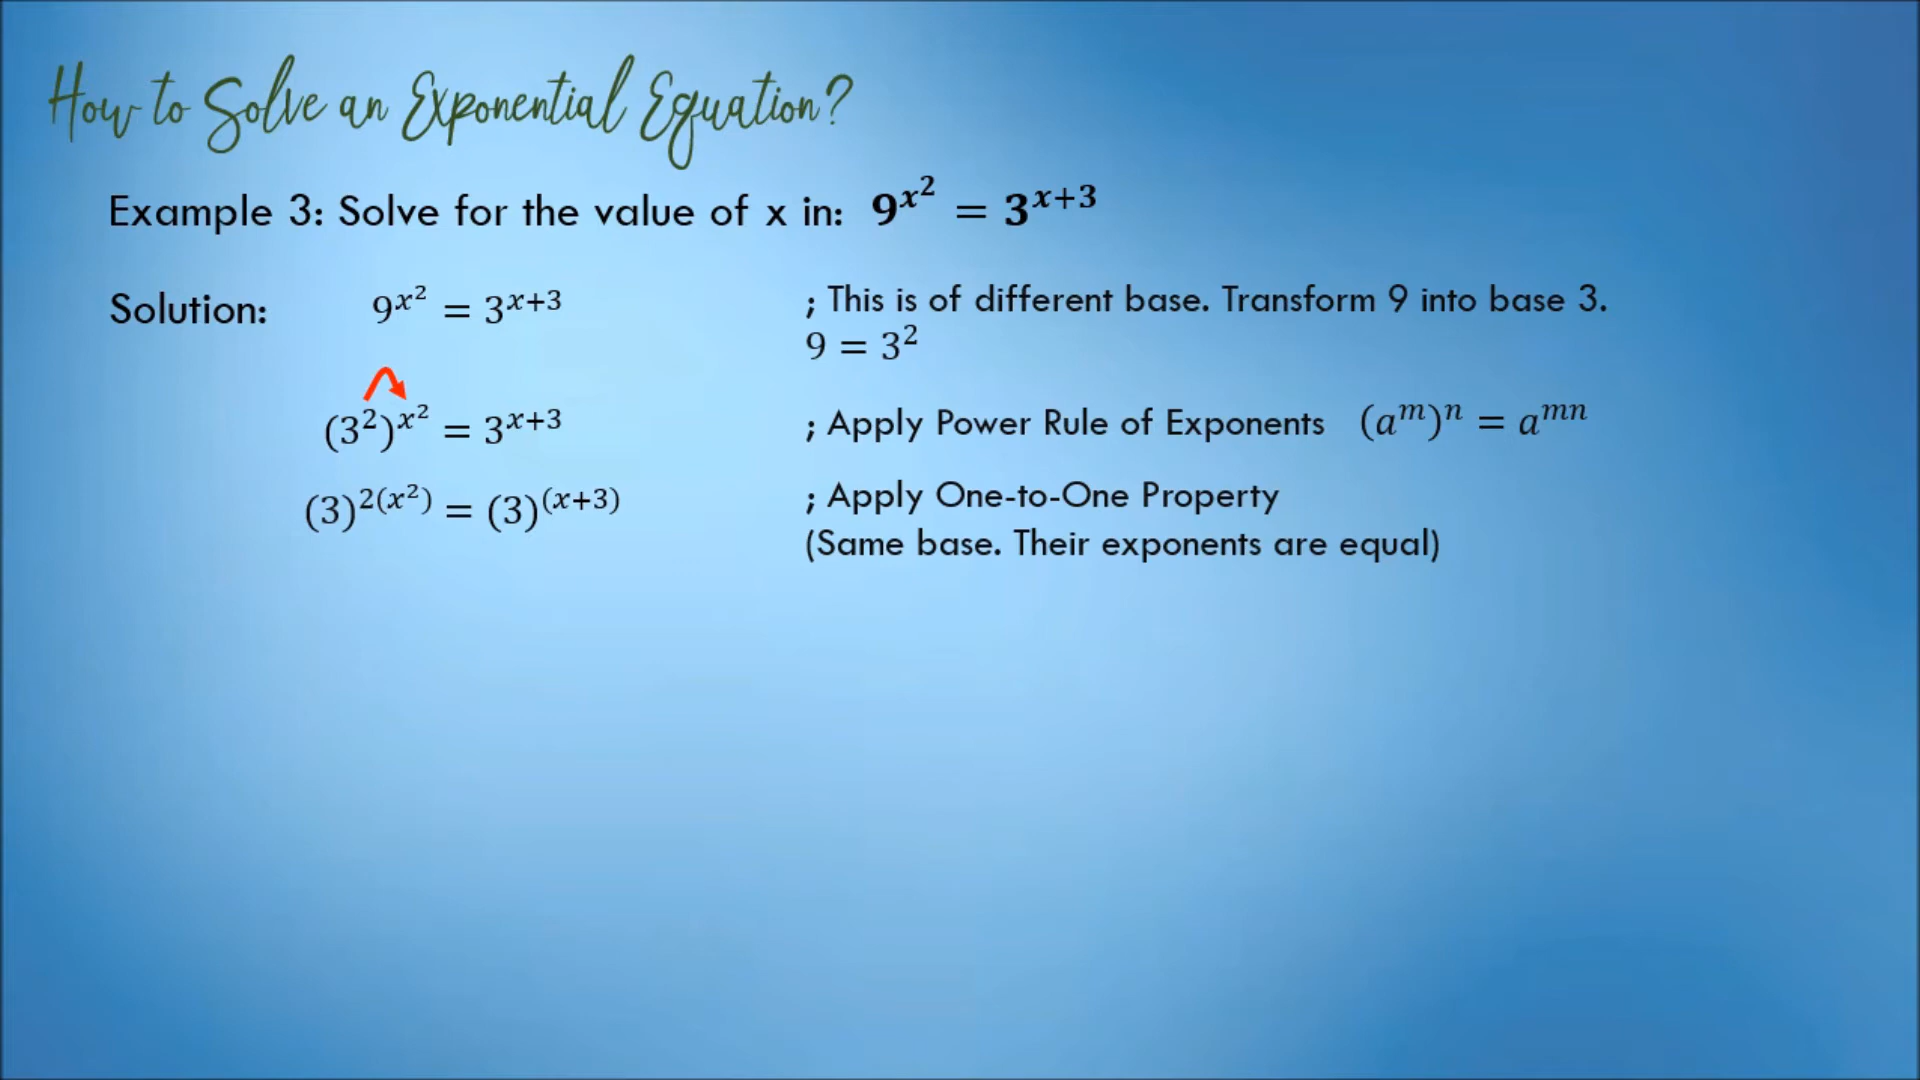 How to Solve an Exponential Equation?
Example 3: Solve for the value of x in: $9^{x^2} = 3^{x+3}$
Solution: $9^{x^2} = 3^{x+3}$ ; This is of different base. Transform 9 into base 3.
$9 = 3^2$
$(3^2)^{x^2} = 3^{x+3}$ ; Apply Power Rule of Exponents $(a^m)^n = a^{mn}$
$(3)^{2(x^2)} = (3)^{(x+3)}$ ; Apply One-to-One Property
(Same base. Their exponents are equal)